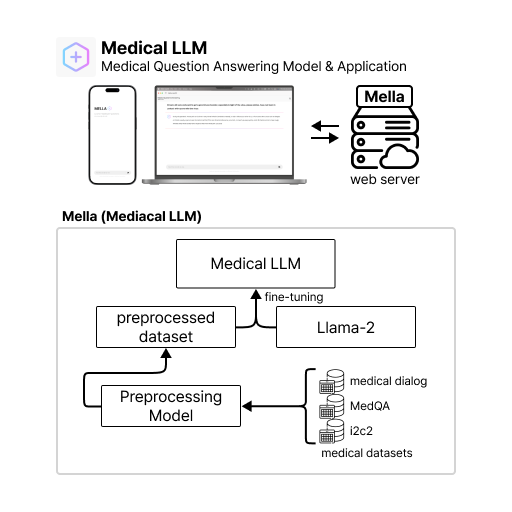 Medical LLM
Medical Question Answering Model & Application
MELLA
Mella
web server
Mella (Mediacal LLM)
Medical LLM
fine-tuning
preprocessed
dataset
Llama-2
Preprocessing
Model
medical dialog
MedQA
i2c2
medical datasets